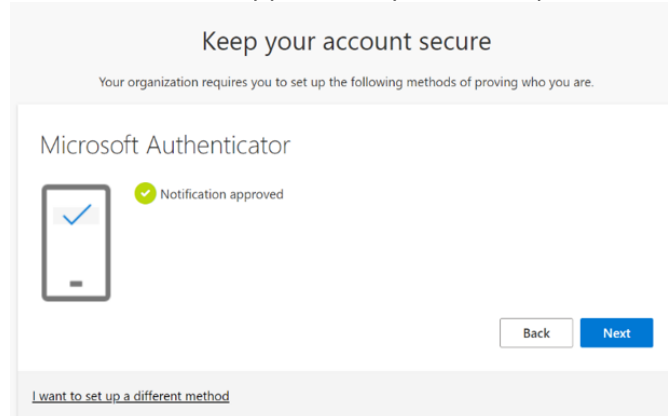 Keep your account secure
Your organization requires you to set up the following methods of proving who you are.
Microsoft Authenticator
Notification approved
Back Next
I want to set up a different method